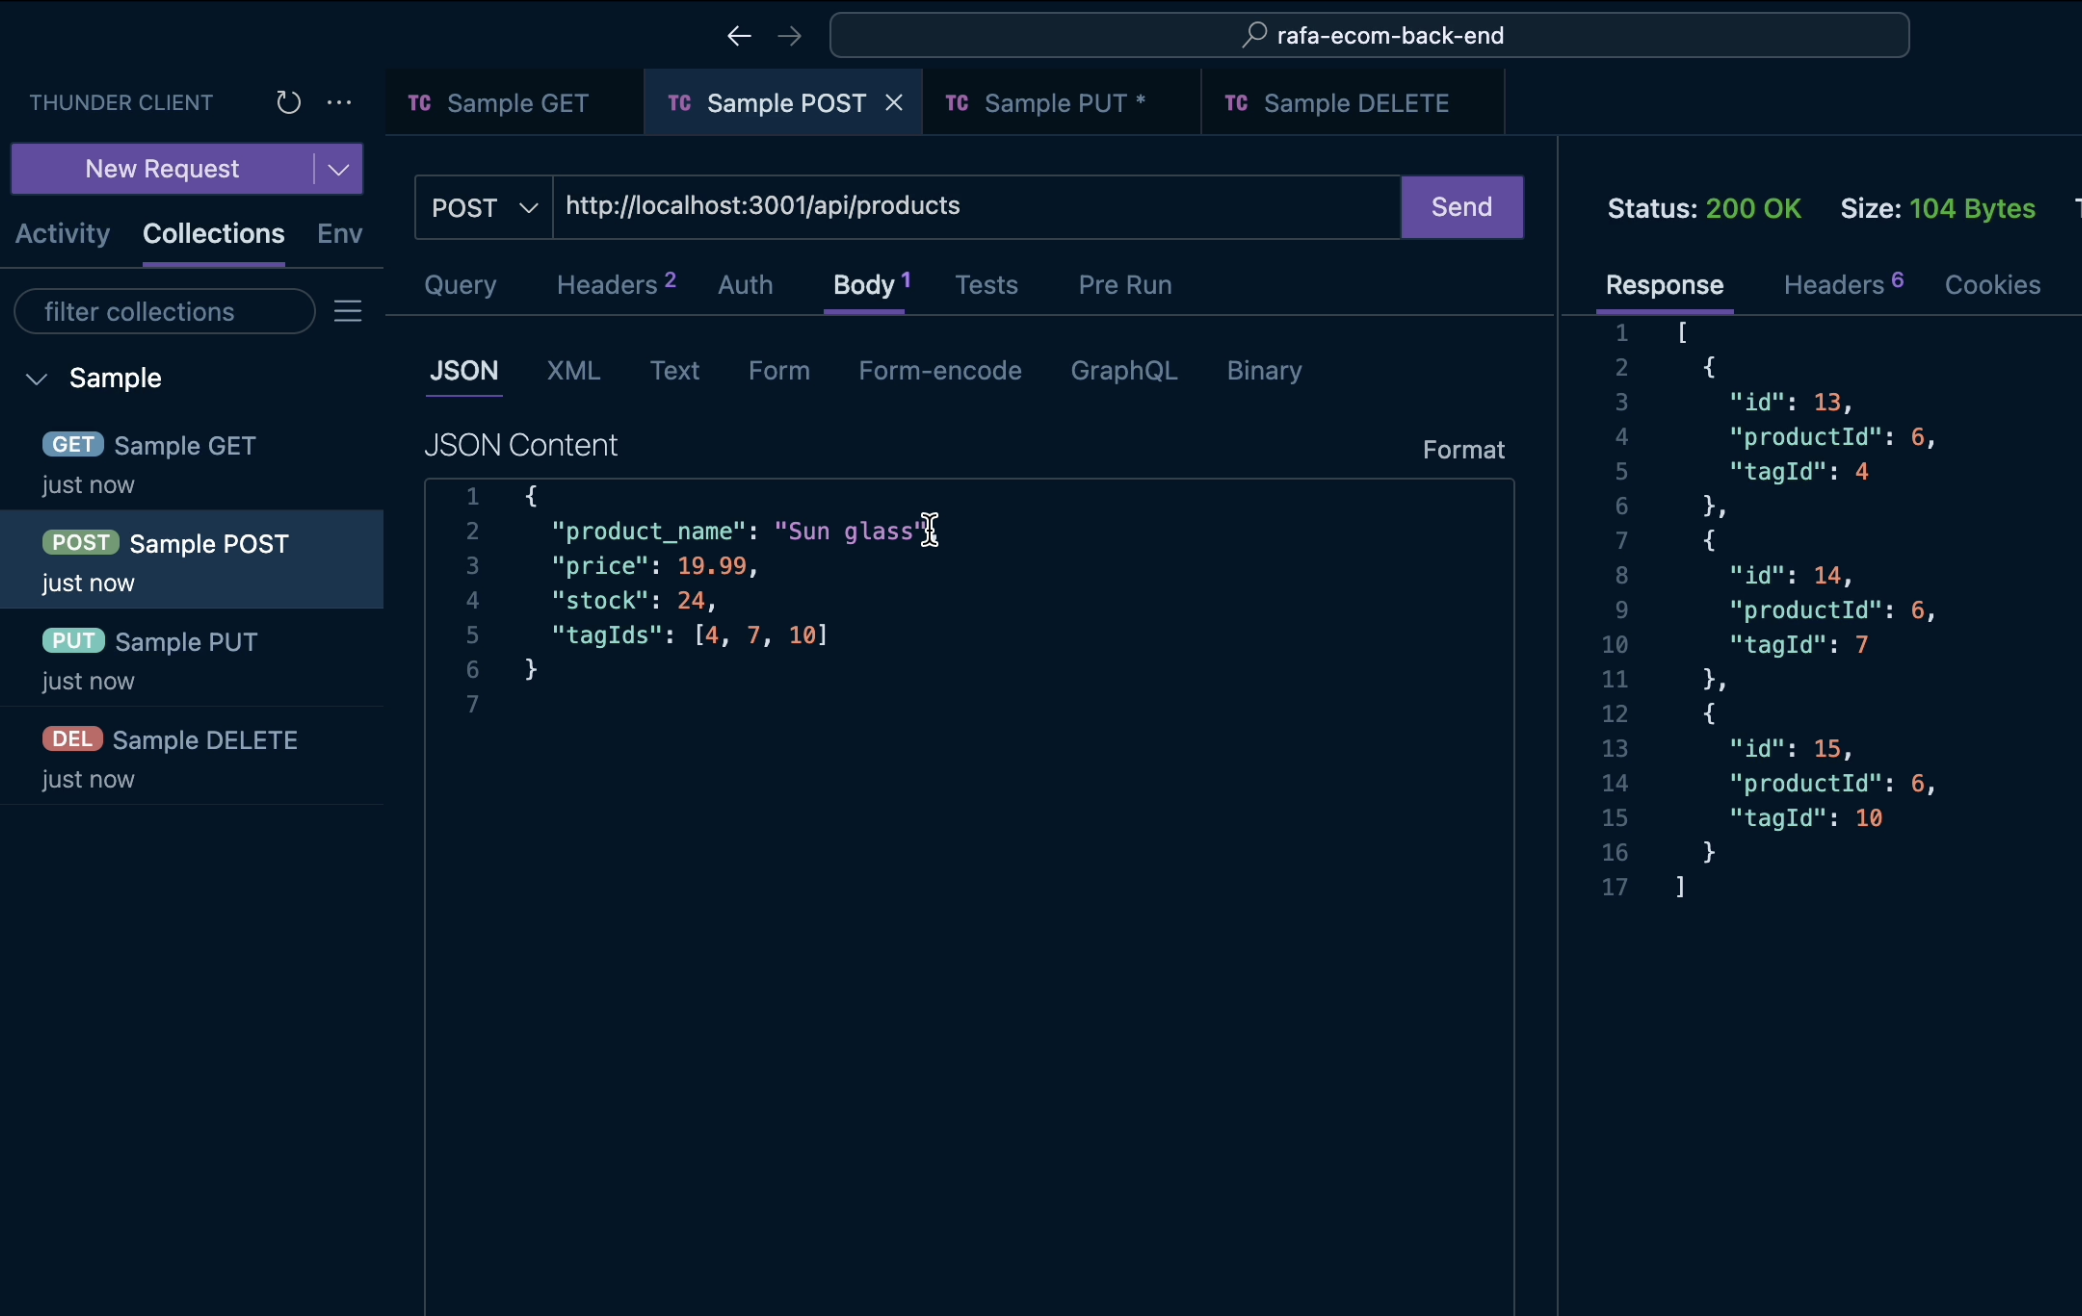 rafa-ecom-back-end
THUNDER CLIENT
TC Sample GET
TC Sample POST
TC Sample PUT *
TC Sample DELETE
New Request
Activity Collections Env
filter collections
Sample
GET Sample GET
just now
POST Sample POST
just now
PUT Sample PUT
just now
DEL Sample DELETE
just now
POST http://localhost:3001/api/products Send
Query Headers 2 Auth Body 1 Tests Pre Run
JSON XML Text Form Form-encode GraphQL Binary
JSON Content Format
1 {
2 "product_name": "Sun glass"
3 "price": 19.99,
4 "stock": 24,
5 "tagIds": [4, 7, 10]
6 }
7
Status: 200 OK Size: 104 Bytes T
Response Headers 6 Cookies
1 [
2 {
3 "id": 13,
4 "productId": 6,
5 "tagId": 4
6 },
7 {
8 "id": 14,
9 "productId": 6,
10 "tagId": 7
11 },
12 {
13 "id": 15,
14 "productId": 6,
15 "tagId": 10
16 }
17 ]